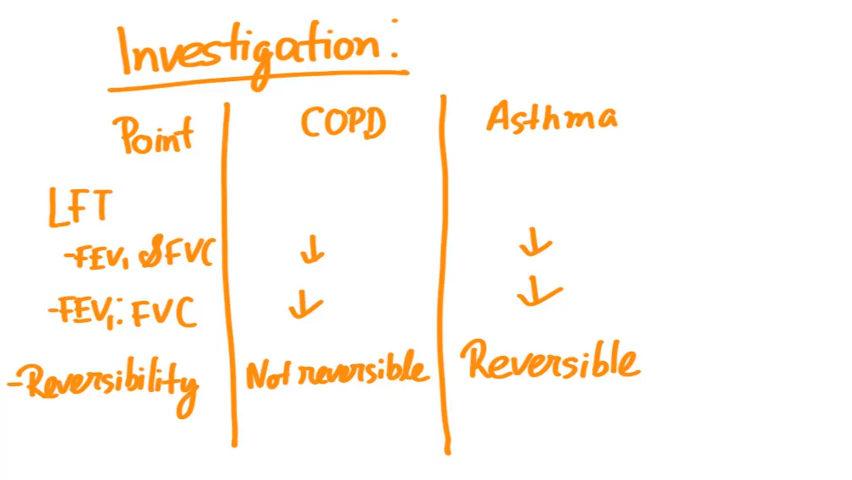 Investigation:
Point COPD Asthma
LFT
-FEV₁ & FVC ↓ ↓
-FEV₁: FVC ↓ ↓
-Reversibility Not reversible Reversible